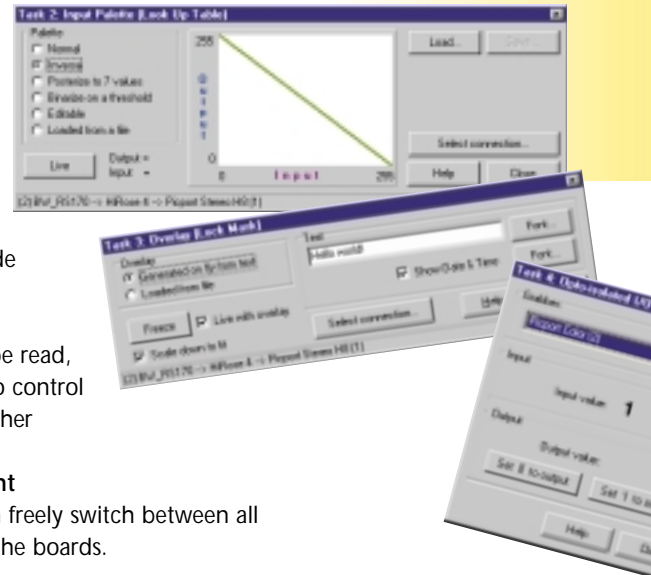 Task 2: Input Palette (Look Up Table)
Palette
Normal
Inverse
Posterize to 7 values
Binarize on a threshold
Editable
Loaded from a file
Live
Output =
Input =
255
Output
0
0 Input 255
Load...
Save...
Select connection...
Help Close
(2) BW_RS170 -> HiRose 4 -> Picport Stereo H8 (1)
Task 3: Overlay (Lock Mask)
Overlay
Generated on fly from text
Loaded from file
Freeze
Live with overlay
Scale down to fit
Text
Hello world!
Show Date & Time
Select connection...
Help
(2) BW_RS170 -> HiRose 4 -> Picport Stereo H8 (1)
Task 4: Opto-isolated I/O
Picport Color (2)
Input
Input value: 1
Output
Output value:
Set 0 to output
Set 1 to
Help
de
be read,
o control
her
nt
freely switch between all
he boards.